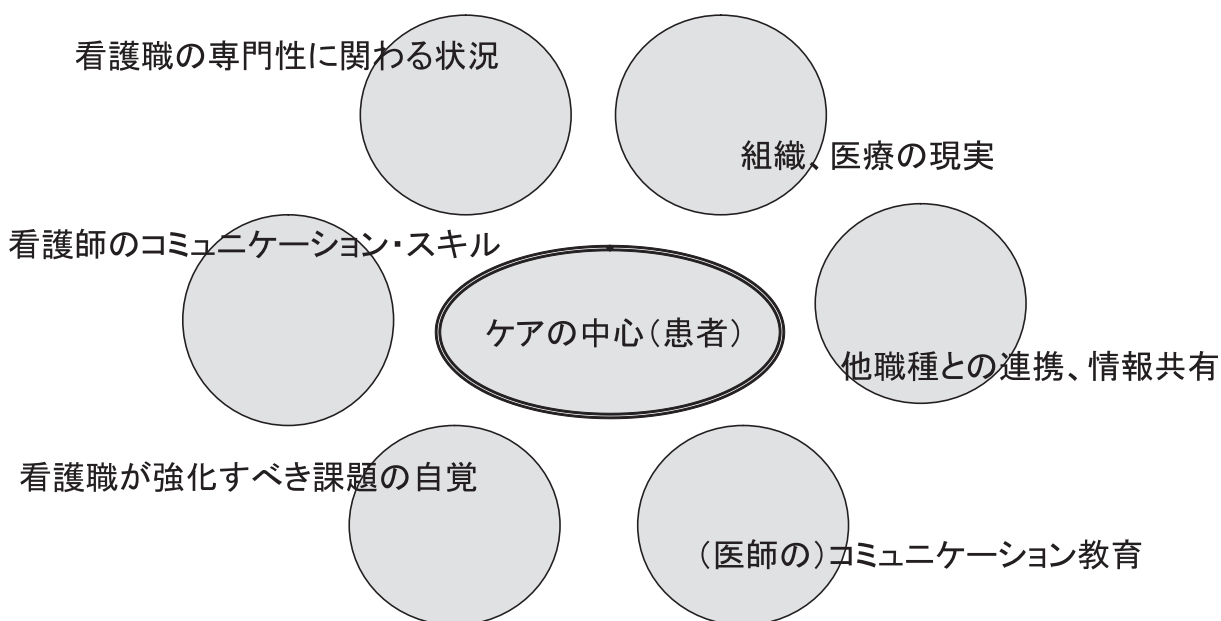 看護職の専門性に関わる状況
組織、医療の現実
看護師のコミュニケーション・スキル
ケアの中心（患者）
他職種との連携、情報共有
看護職が強化すべき課題の自覚
（医師の）コミュニケーション教育